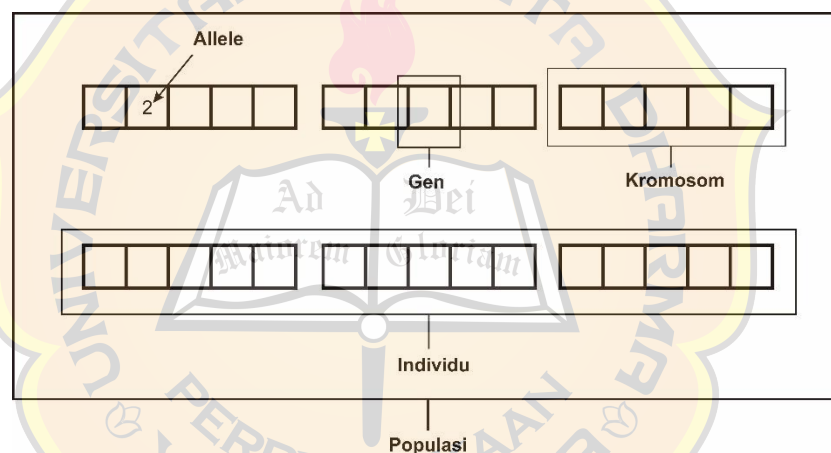 Allele
2
Gen
Kromosom
Ad Dei
Maiorem Gloriam
Individu
Populasi